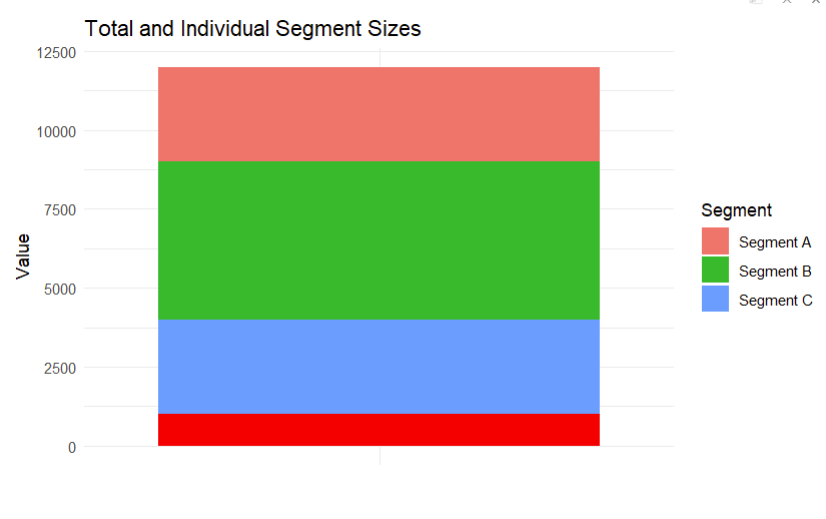 Total and Individual Segment Sizes
12500
10000
7500
5000
2500
0
Value
Segment
Segment A
Segment B
Segment C